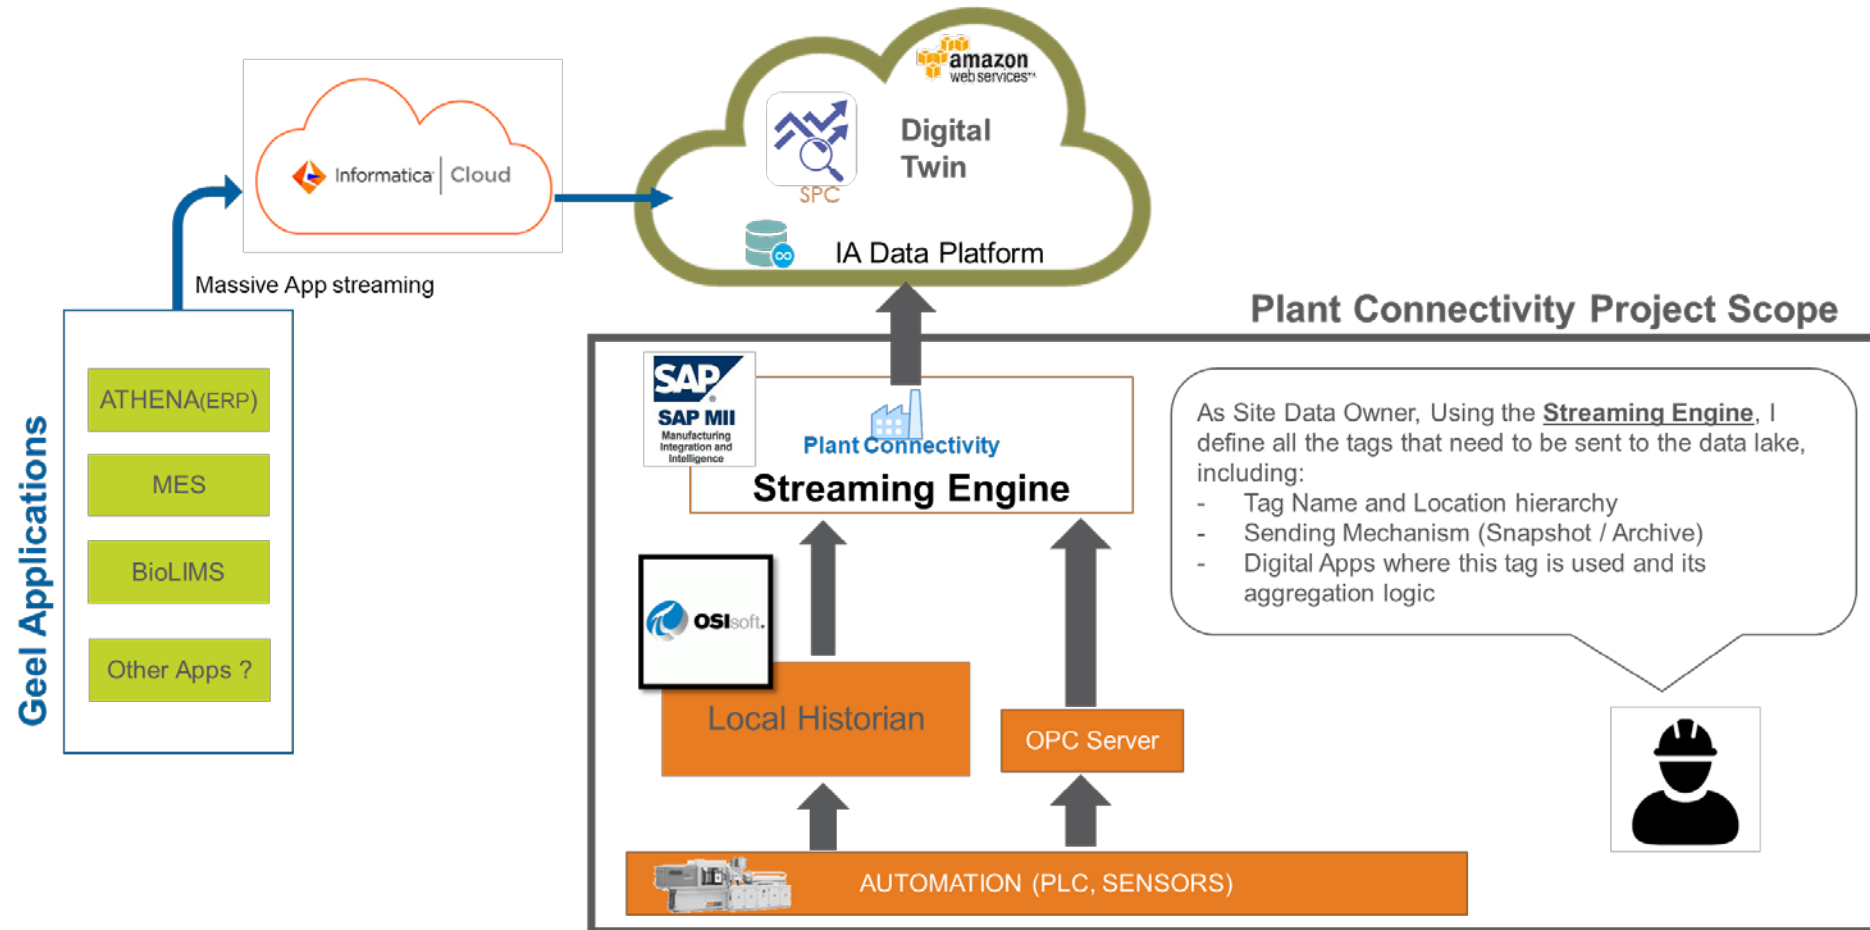 amazon
web services™
Digital
Twin
SPC
IA Data Platform
Informatica Cloud
Massive App streaming
Geel Applications
ATHENA(ERP)
MES
BioLIMS
Other Apps ?
Plant Connectivity Project Scope
SAP
SAP MII
Manufacturing
Integration and
Intelligence
Plant Connectivity
Streaming Engine
As Site Data Owner, Using the Streaming Engine, I
define all the tags that need to be sent to the data lake,
including:
- Tag Name and Location hierarchy
- Sending Mechanism (Snapshot / Archive)
- Digital Apps where this tag is used and its
aggregation logic
OSIsoft.
Local Historian
OPC Server
AUTOMATION (PLC, SENSORS)